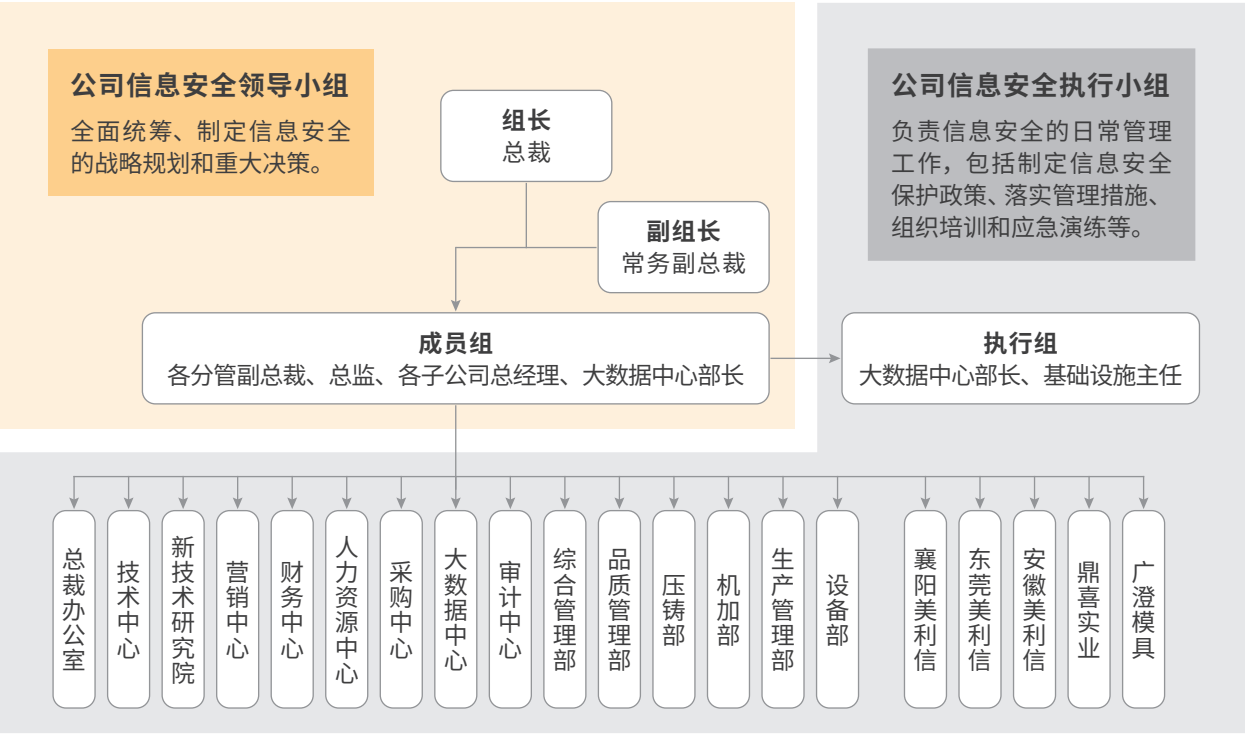 公司信息安全领导小组
全面统筹、制定信息安全
的战略规划和重大决策。
组长
总裁
副组长
常务副总裁
成员组
各分管副总裁、总监、各子公司总经理、大数据中心部长
公司信息安全执行小组
负责信息安全的日常管理
工作，包括制定信息安全
保护政策、落实管理措施、
组织培训和应急演练等。
执行组
大数据中心部长、基础设施主任
总裁办公室
技术中心
新技术研究院
营销中心
财务中心
人力资源中心
采购中心
大数据中心
审计中心
综合管理部
品质管理部
压铸部
机加部
生产管理部
设备部
襄阳美利信
东莞美利信
安徽美利信
鼎喜实业
广澄模具